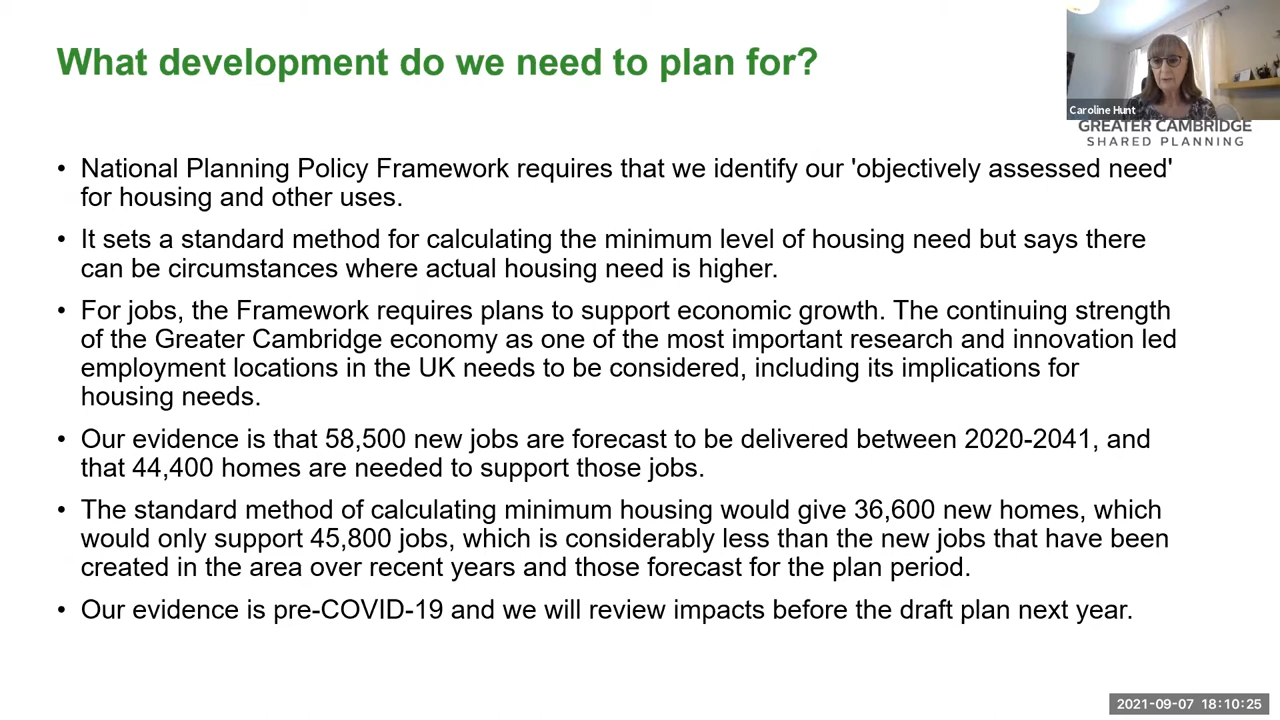 What development do we need to plan for?
Caroline Hunt
GREATER CAMBRIDGE
SHARED PLANNING
• National Planning Policy Framework requires that we identify our 'objectively assessed need'
for housing and other uses.
• It sets a standard method for calculating the minimum level of housing need but says there
can be circumstances where actual housing need is higher.
• For jobs, the Framework requires plans to support economic growth. The continuing strength
of the Greater Cambridge economy as one of the most important research and innovation led
employment locations in the UK needs to be considered, including its implications for
housing needs.
• Our evidence is that 58,500 new jobs are forecast to be delivered between 2020-2041, and
that 44,400 homes are needed to support those jobs.
• The standard method of calculating minimum housing would give 36,600 new homes, which
would only support 45,800 jobs, which is considerably less than the new jobs that have been
created in the area over recent years and those forecast for the plan period.
• Our evidence is pre-COVID-19 and we will review impacts before the draft plan next year.
2021-09-07 18:10:25